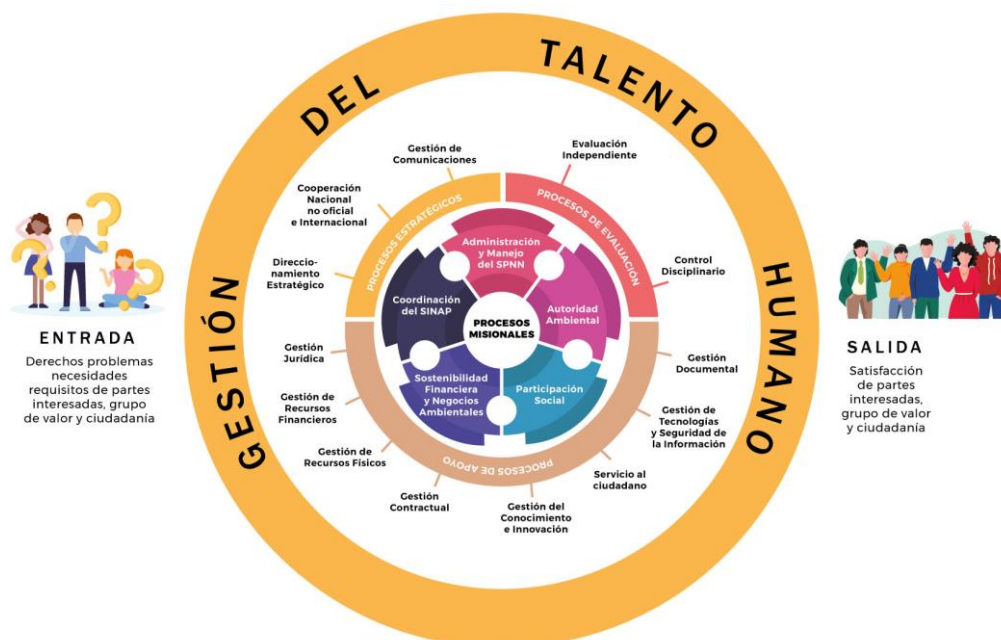 GESTIÓN DEL TALENTO HUMANO
ENTRADA
Derechos problemas
necesidades
requisitos de partes
interesadas, grupo
de valor y ciudadanía
PROCESOS ESTRATÉGICOS
Gestión de
Comunicaciones
Cooperación
Nacional
no oficial
e Internacional
Direccio-
namiento
Estratégico
PROCESOS DE EVALUACIÓN
Evaluación
Independiente
Control
Disciplinario
PROCESOS MISIONALES
Administración
y Manejo
del SPNN
Autoridad
Ambiental
Participación
Social
Sostenibilidad
Financiera
y Negocios
Ambientales
Coordinación
del SINAP
PROCESOS DE APOYO
Gestión
Jurídica
Gestión de
Recursos
Financieros
Gestión de
Recursos Físicos
Gestión
Contractual
Gestión del
Conocimiento
e Innovación
Servicio al
ciudadano
Gestión de
Tecnologías
y Seguridad de
la Información
Gestión
Documental
SALIDA
Satisfacción
de partes
interesadas,
grupo de valor
y ciudadanía